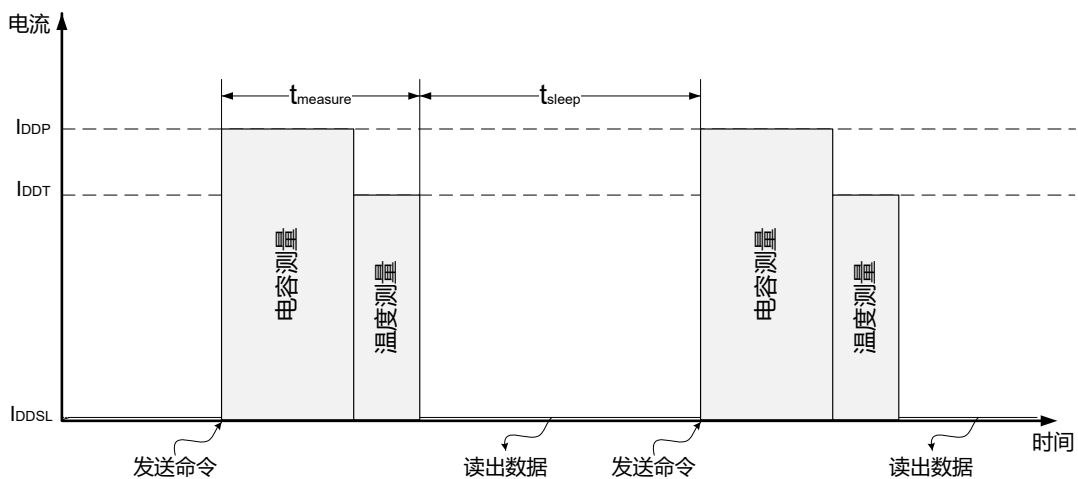 电流
tmeasure
tsleep
IDDP
IDDT
电容测量
温度测量
电容测量
温度测量
IDDSL
时间
发送命令
读出数据
发送命令
读出数据